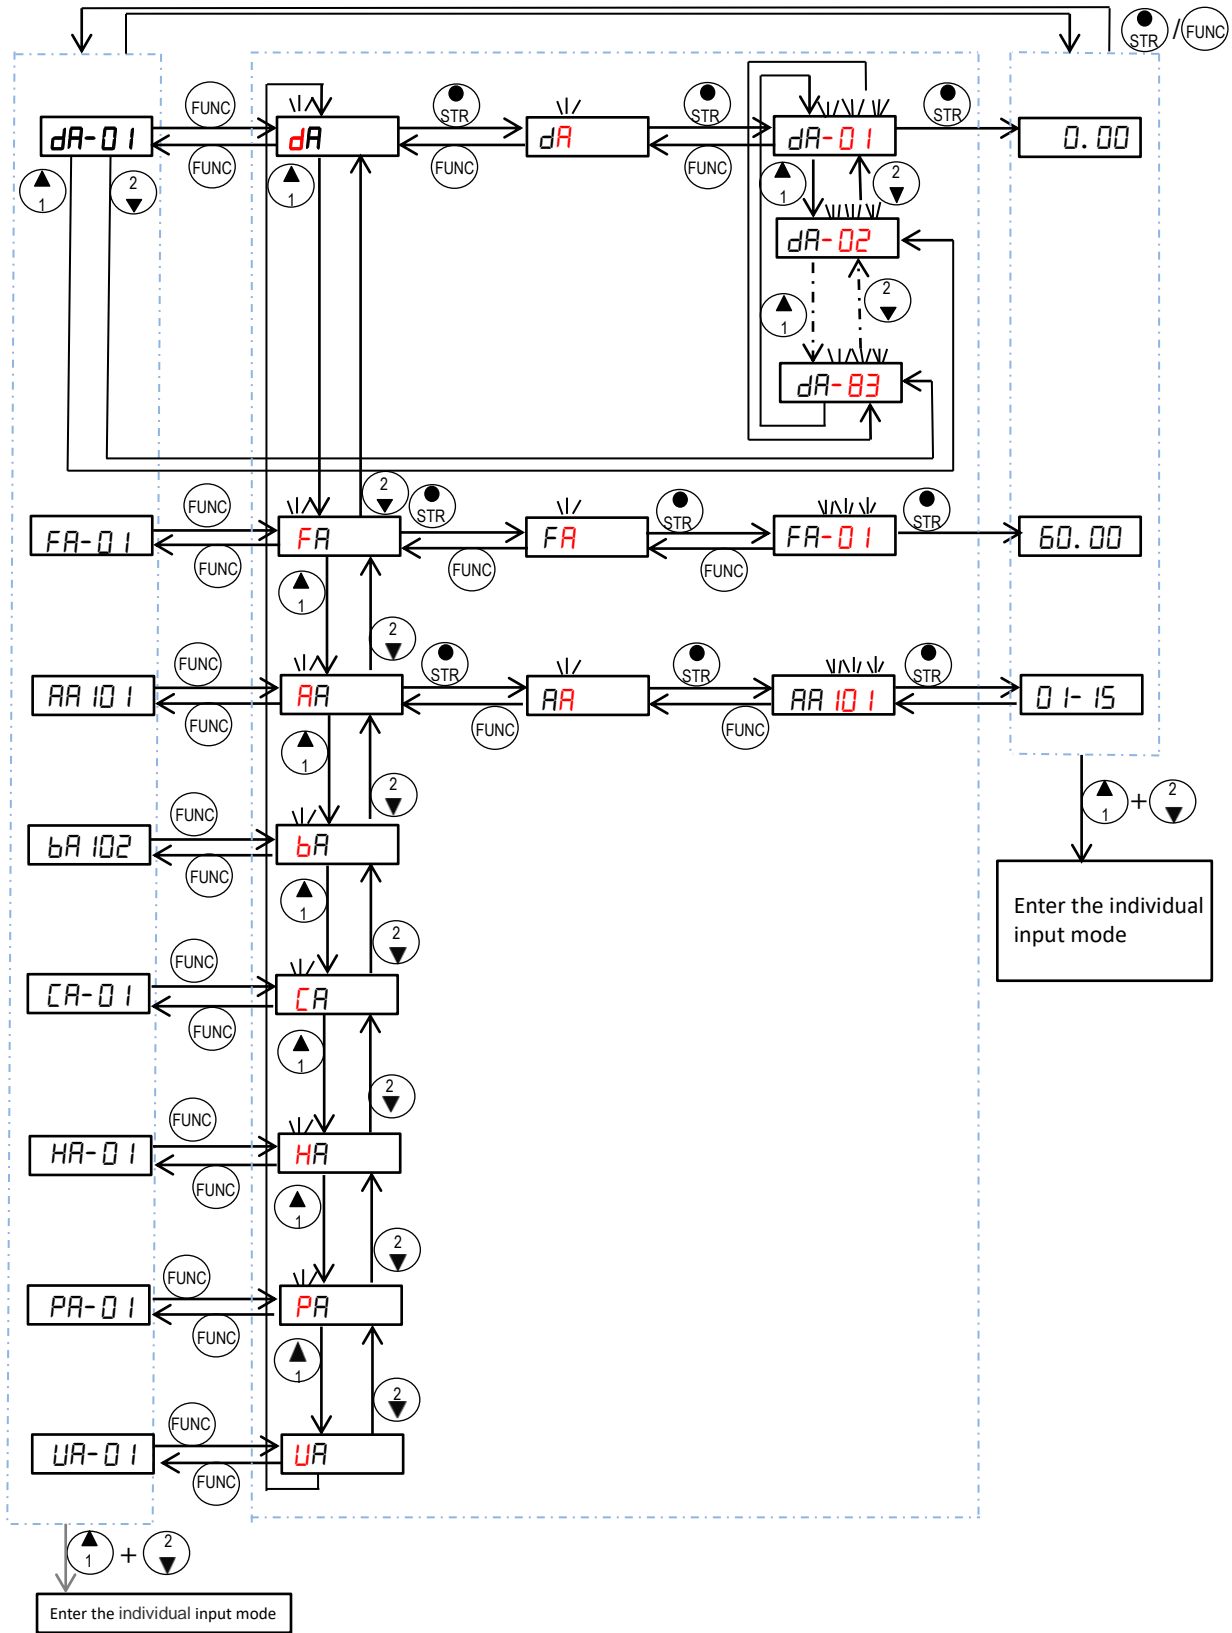 STR / FUNC
FUNC STR STR STR
dA-01 dA dA dA-01 0.00
FUNC FUNC FUNC
1 2 1 1 2
dA-02
1 2
dA-83
2
FUNC STR STR STR
FA-01 FA FA FA-01 60.00
FUNC FUNC FUNC
1
2
FUNC STR STR STR
AA101 AA AA AA101 01-15
FUNC FUNC FUNC
1
2
1 + 2
FUNC
bA102 bA
FUNC
1
Enter the individual
input mode
2
FUNC
CA-01 CA
FUNC
1
2
FUNC
HA-01 HA
FUNC
1
2
FUNC
PA-01 PA
FUNC
1
2
FUNC
UA-01 UA
FUNC
1 + 2
Enter the individual input mode